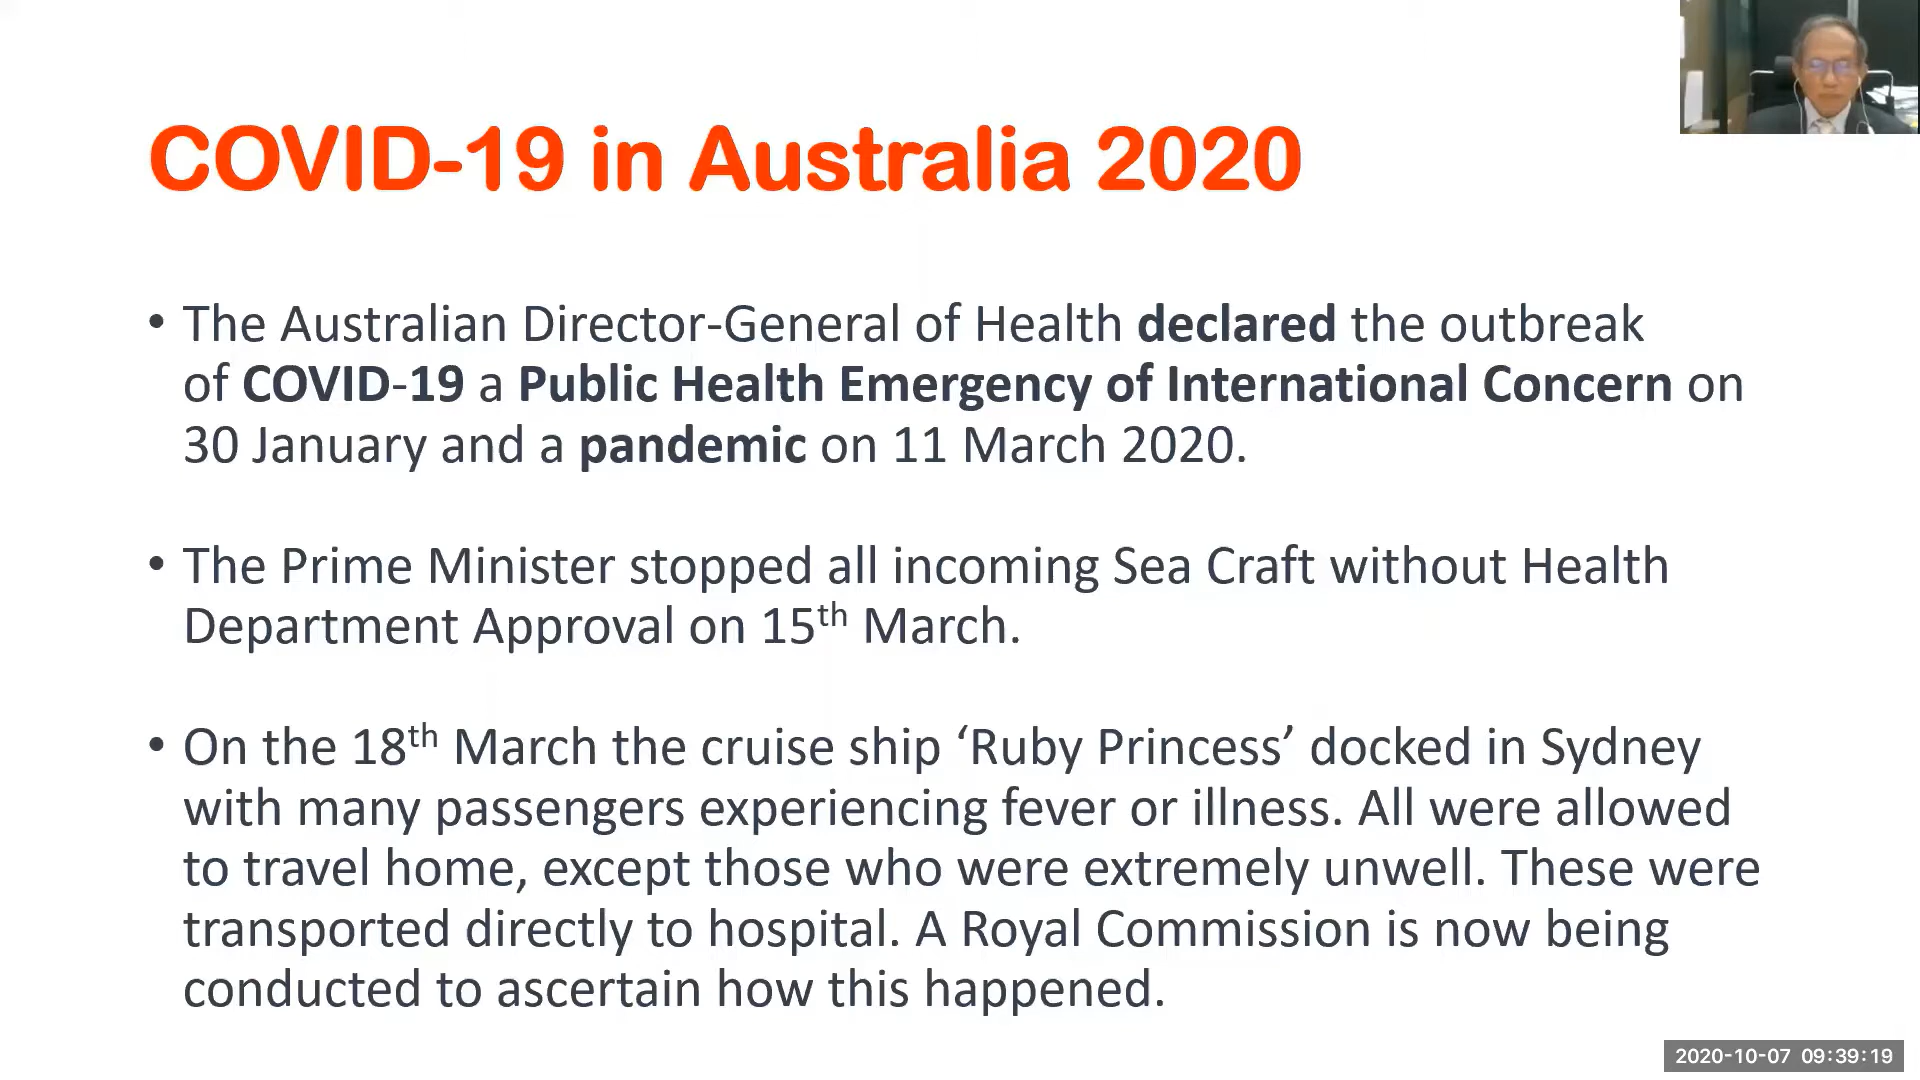 COVID-19 in Australia 2020
• The Australian Director-General of Health declared the outbreak
of COVID-19 a Public Health Emergency of International Concern on
30 January and a pandemic on 11 March 2020.
• The Prime Minister stopped all incoming Sea Craft without Health
Department Approval on 15th March.
• On the 18th March the cruise ship ‘Ruby Princess’ docked in Sydney
with many passengers experiencing fever or illness. All were allowed
to travel home, except those who were extremely unwell. These were
transported directly to hospital. A Royal Commission is now being
conducted to ascertain how this happened.
2020-10-07 09:39:19